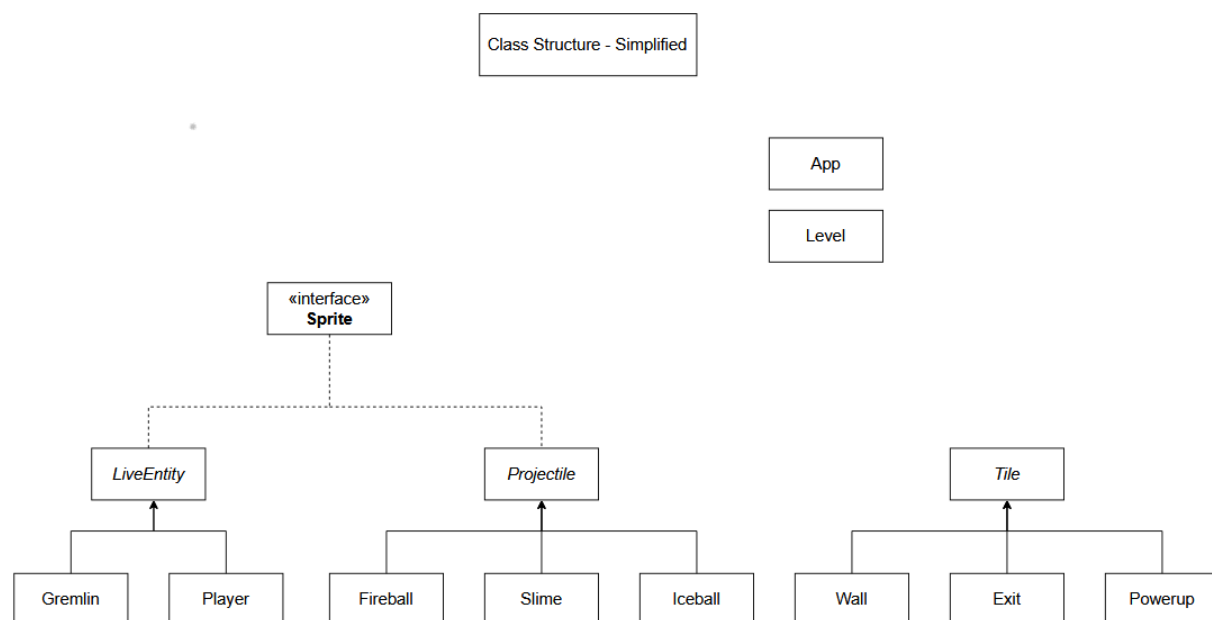 Class Structure - Simplified
App
Level
«interface»
Sprite
LiveEntity
Projectile
Tile
Gremlin
Player
Fireball
Slime
Iceball
Wall
Exit
Powerup